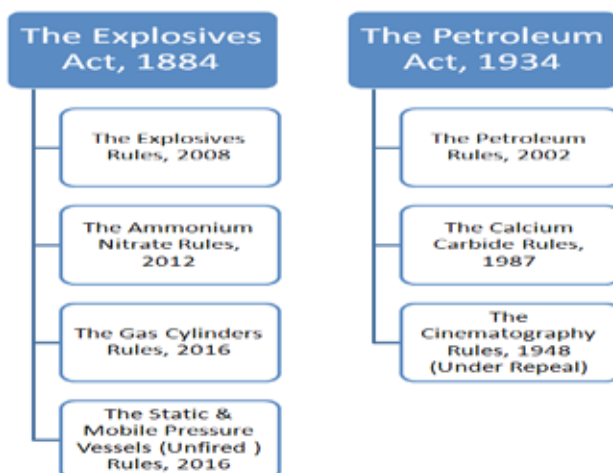 The Explosives
Act, 1884
The Explosives
Rules, 2008
The Ammonium
Nitrate Rules,
2012
The Gas Cylinders
Rules, 2016
The Static &
Mobile Pressure
Vessels (Unfired )
Rules, 2016
The Petroleum
Act, 1934
The Petroleum
Rules, 2002
The Calcium
Carbide Rules,
1987
The
Cinematography
Rules, 1948
(Under Repeal)